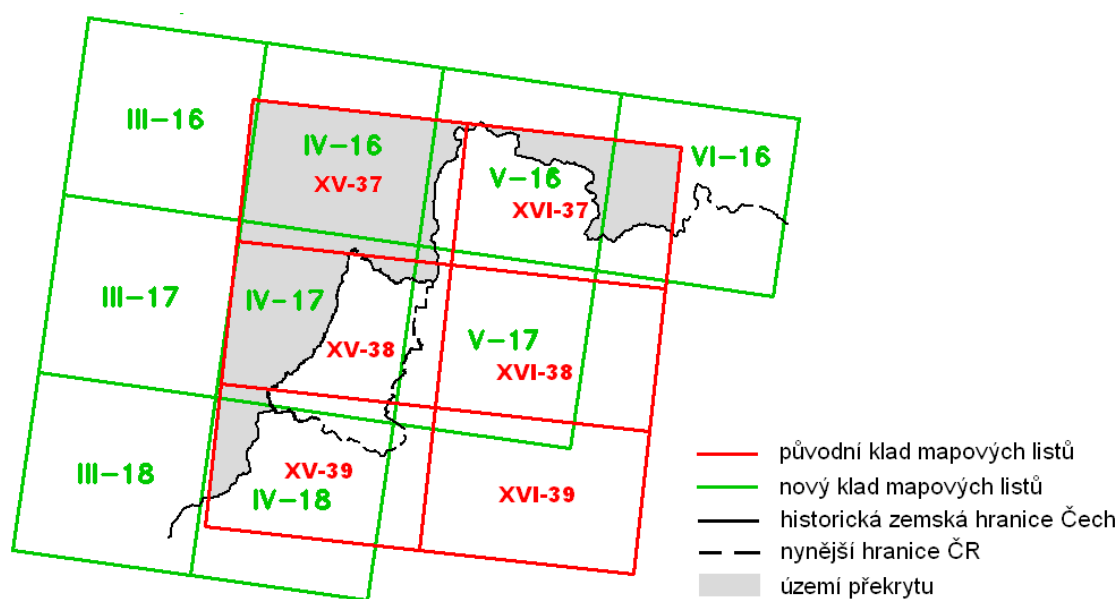 III-16
IV-16
VI-16
XV-37
V-16
XVI-37
III-17
IV-17
XV-38
V-17
XVI-38
III-18
XV-39
IV-18
XVI-39
původní klad mapových listů
nový klad mapových listů
historická zemská hranice Čech
nynější hranice ČR
území překrytu